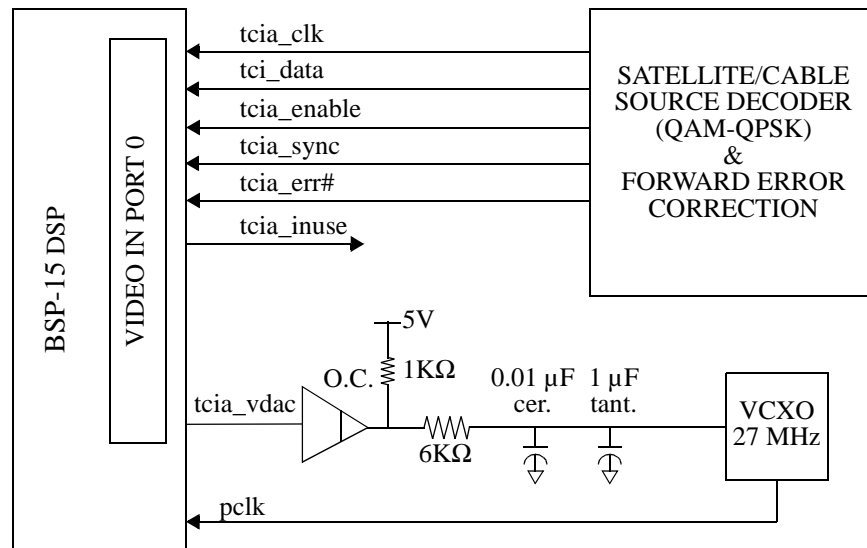 BSP-15 DSP
VIDEO IN PORT 0
tcia_clk
tci_data
tcia_enable
tcia_sync
tcia_err#
tcia_inuse
SATELLITE/CABLE
SOURCE DECODER
(QAM-QPSK)
&
FORWARD ERROR
CORRECTION
5V
O.C.
1KΩ
tcia_vdac
6KΩ
0.01 µF
cer.
1 µF
tant.
VCXO
27 MHz
pclk